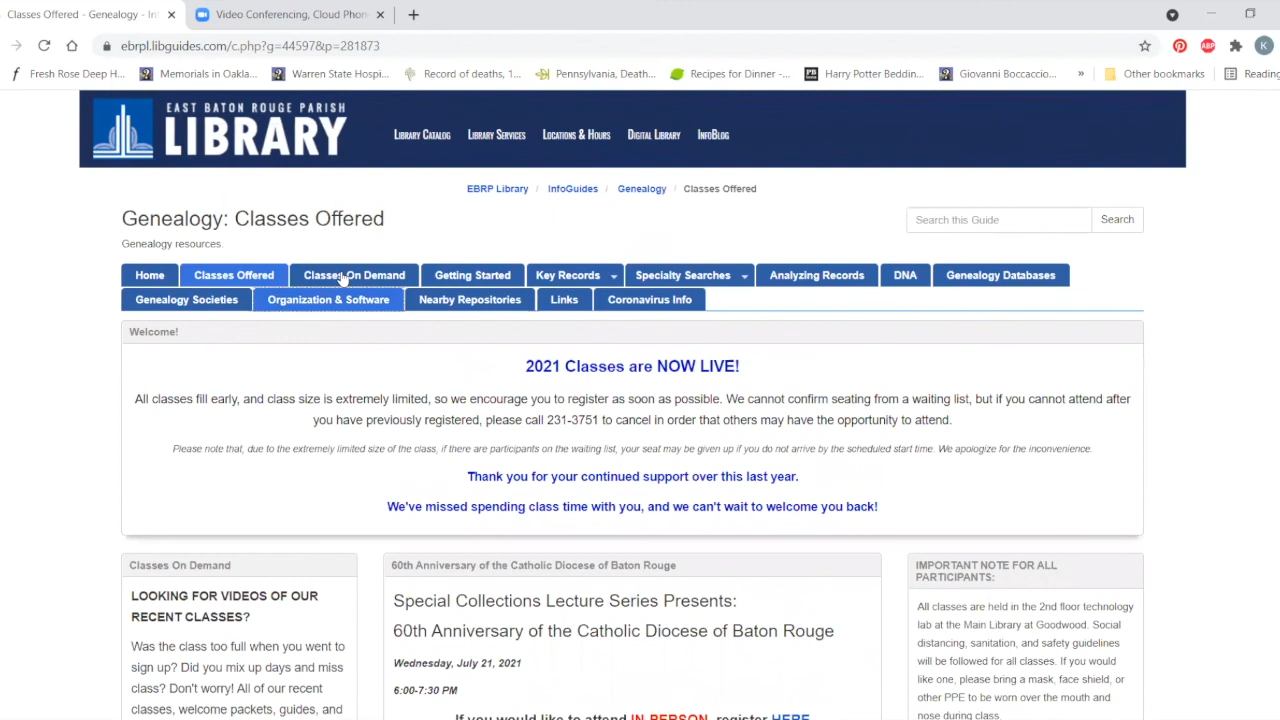 Classes Offered - Genealogy - In
Video Conferencing, Cloud Phon
ebrpl.libguides.com/c.php?g=44597&p=281873
ABP
K
Fresh Rose Deep H...
Memorials in Oakla...
Warren State Hospi...
Record of deaths, 1...
Pennsylvania, Death...
Recipes for Dinner -...
Harry Potter Beddin...
Giovanni Boccaccio...
»
Other bookmarks
Reading
EAST BATON ROUGE PARISH
LIBRARY
LIBRARY CATALOG
LIBRARY SERVICES
LOCATIONS & HOURS
DIGITAL LIBRARY
INFOBLOG
EBRP Library / InfoGuides / Genealogy / Classes Offered
Genealogy: Classes Offered
Search this Guide
Search
Genealogy resources.
Home
Classes Offered
Classes On Demand
Getting Started
Key Records
Specialty Searches
Analyzing Records
DNA
Genealogy Databases
Genealogy Societies
Organization & Software
Nearby Repositories
Links
Coronavirus Info
Welcome!
2021 Classes are NOW LIVE!
All classes fill early, and class size is extremely limited, so we encourage you to register as soon as possible. We cannot confirm seating from a waiting list, but if you cannot attend after
you have previously registered, please call 231-3751 to cancel in order that others may have the opportunity to attend.
Please note that, due to the extremely limited size of the class, if there are participants on the waiting list, your seat may be given up if you do not arrive by the scheduled start time. We apologize for the inconvenience.
Thank you for your continued support over this last year.
We've missed spending class time with you, and we can't wait to welcome you back!
Classes On Demand
LOOKING FOR VIDEOS OF OUR
RECENT CLASSES?
Was the class too full when you went to
sign up? Did you mix up days and miss
class? Don't worry! All of our recent
classes, welcome packets, guides, and
60th Anniversary of the Catholic Diocese of Baton Rouge
Special Collections Lecture Series Presents:
60th Anniversary of the Catholic Diocese of Baton Rouge
Wednesday, July 21, 2021
6:00-7:30 PM
If you would like to attend IN PERSON, register HERE
IMPORTANT NOTE FOR ALL
PARTICIPANTS:
All classes are held in the 2nd floor technology
lab at the Main Library at Goodwood. Social
distancing, sanitation, and safety guidelines
will be followed for all classes. If you would
like one, please bring a mask, face shield, or
other PPE to be worn over the mouth and
nose during class.